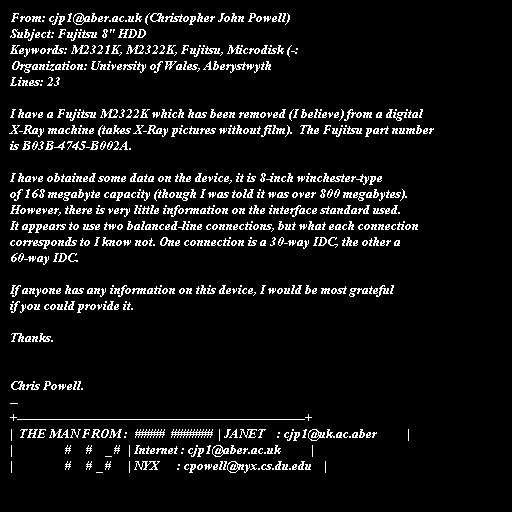 From: cjp1@aber.ac.uk (Christopher John Powell)
Subject: Fujitsu 8" HDD
Keywords: M2321K, M2322K, Fujitsu, Microdisk (-:
Organization: University of Wales, Aberystwyth
Lines: 23

I have a Fujitsu M2322K which has been removed (I believe) from a digital
X-Ray machine (takes X-Ray pictures without film).  The Fujitsu part number
is B03B-4745-B002A.

I have obtained some data on the device, it is 8-inch winchester-type
of 168 megabyte capacity (though I was told it was over 800 megabytes).
However, there is very little information on the interface standard used.
It appears to use two balanced-line connections, but what each connection
corresponds to I know not. One connection is a 30-way IDC, the other a
60-way IDC.

If anyone has any information on this device, I would be most grateful
if you could provide it.

Thanks.

Chris Powell.
--
+----------------------------------------------------------------+
|  THE MAN FROM :   ####  ######  | JANET    : cjp1@uk.ac.aber          |
|                #     #    _ #   | Internet : cjp1@aber.ac.uk          |
|                #     # _ #      | NYX      : cpowell@nyx.cs.du.edu    |